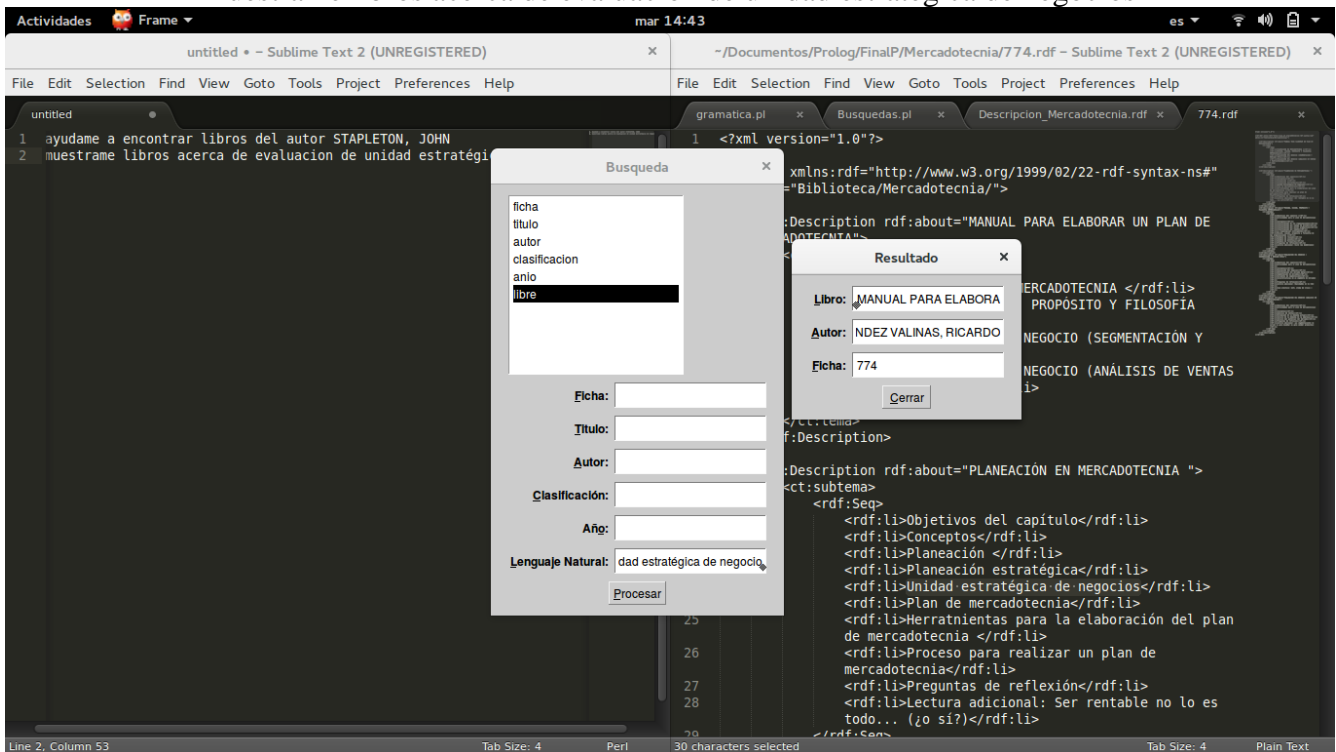 Actividades Frame mar 14:43 es
untitled • – Sublime Text 2 (UNREGISTERED) ×
File Edit Selection Find View Goto Tools Project Preferences Help
untitled
1 ayudame a encontrar libros del autor STAPLETON, JOHN
2 muestrame libros acerca de evaluacion de unidad estratégi
Line 2, Column 53 Tab Size: 4 Perl
Busqueda ×
ficha
titulo
autor
clasificacion
anio
libre
Ficha:
Titulo:
Autor:
Clasificación:
Año:
Lenguaje Natural: dad estratégica de negocio
Procesar
~/Documentos/Prolog/FinalP/Mercadotecnia/774.rdf – Sublime Text 2 (UNREGISTERED) ×
File Edit Selection Find View Goto Tools Project Preferences Help
gramatica.pl × Busquedas.pl × Descripcion_Mercadotecnia.rdf × 774.rdf ×
1 <?xml version="1.0"?>
xmlns:rdf="http://www.w3.org/1999/02/22-rdf-syntax-ns#"
="Biblioteca/Mercadotecnia/">
:Description rdf:about="MANUAL PARA ELABORAR UN PLAN DE
Resultado ×
Libro: MANUAL PARA ELABORA
Autor: NDEZ VALINAS, RICARDO
Ficha: 774
Cerrar
ERCADOTECNIA </rdf:li>
PROPÓSITO Y FILOSOFÍA
NEGOCIO (SEGMENTACIÓN Y
NEGOCIO (ANÁLISIS DE VENTAS
i>
f:Description>
:Description rdf:about="PLANEACIÓN EN MERCADOTECNIA ">
<ct:subtema>
<rdf:Seq>
<rdf:li>Objetivos del capítulo</rdf:li>
<rdf:li>Conceptos</rdf:li>
<rdf:li>Planeación </rdf:li>
<rdf:li>Planeación estratégica</rdf:li>
<rdf:li>Unidad estratégica de negocios</rdf:li>
<rdf:li>Plan de mercadotecnia</rdf:li>
25 <rdf:li>Herratnientas para la elaboración del plan
de mercadotecnia </rdf:li>
26 <rdf:li>Proceso para realizar un plan de
mercadotecnia</rdf:li>
27 <rdf:li>Preguntas de reflexión</rdf:li>
28 <rdf:li>Lectura adicional: Ser rentable no lo es
todo... (¿o sí?)</rdf:li>
29 </rdf:Seq>
30 characters selected Tab Size: 4 Plain Text